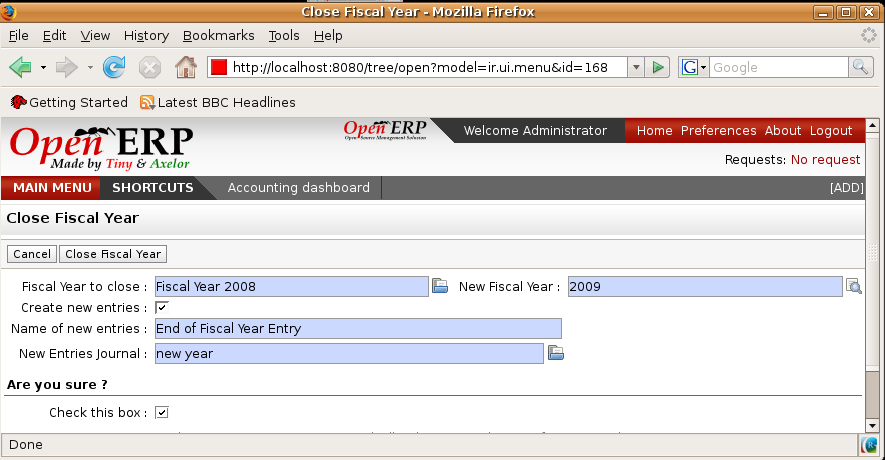 Close Fiscal Year - Mozilla Firefox
File Edit View History Bookmarks Tools Help
http://localhost:8080/tree/open?model=ir.ui.menu&id=168
G Google
Getting Started Latest BBC Headlines
Open ERP
Made by Tiny & Axelor
Open ERP
Open Source Management Solution
Welcome Administrator
Home Preferences About Logout
Requests: No request
MAIN MENU SHORTCUTS Accounting dashboard [ADD]
Close Fiscal Year
Cancel Close Fiscal Year
Fiscal Year to close : Fiscal Year 2008 New Fiscal Year : 2009
Create new entries :
Name of new entries : End of Fiscal Year Entry
New Entries Journal : new year
Are you sure ?
Check this box :
Done